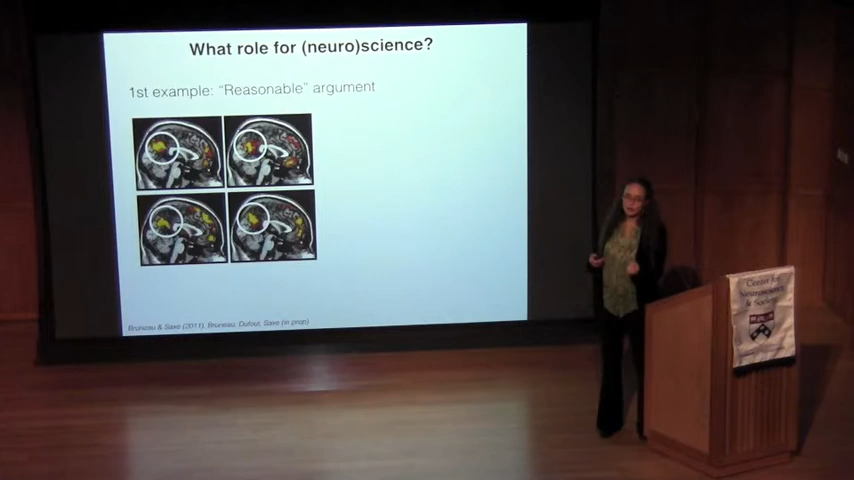 What role for (neuro)science?
1st example: “Reasonable” argument
Bruneau & Saxe (2011), Bruneau, Dufour, Saxe (in prep)
Center for
Neuroscience
& Society